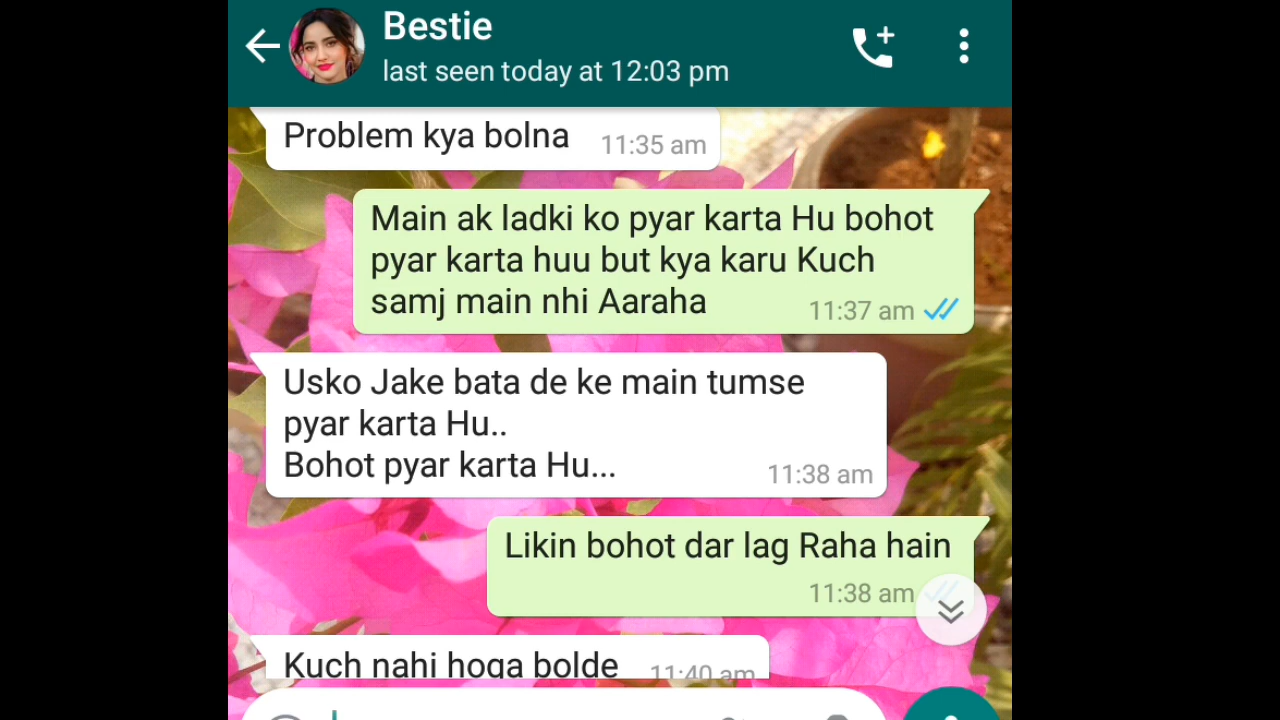 Bestie
last seen today at 12:03 pm
Problem kya bolna 11:35 am
Main ak ladki ko pyar karta Hu bohot
pyar karta huu but kya karu Kuch
samj main nhi Aaraha 11:37 am
Usko Jake bata de ke main tumse
pyar karta Hu..
Bohot pyar karta Hu... 11:38 am
Likin bohot dar lag Raha hain
11:38 am
Kuch nahi hoga bolde 11:40 am